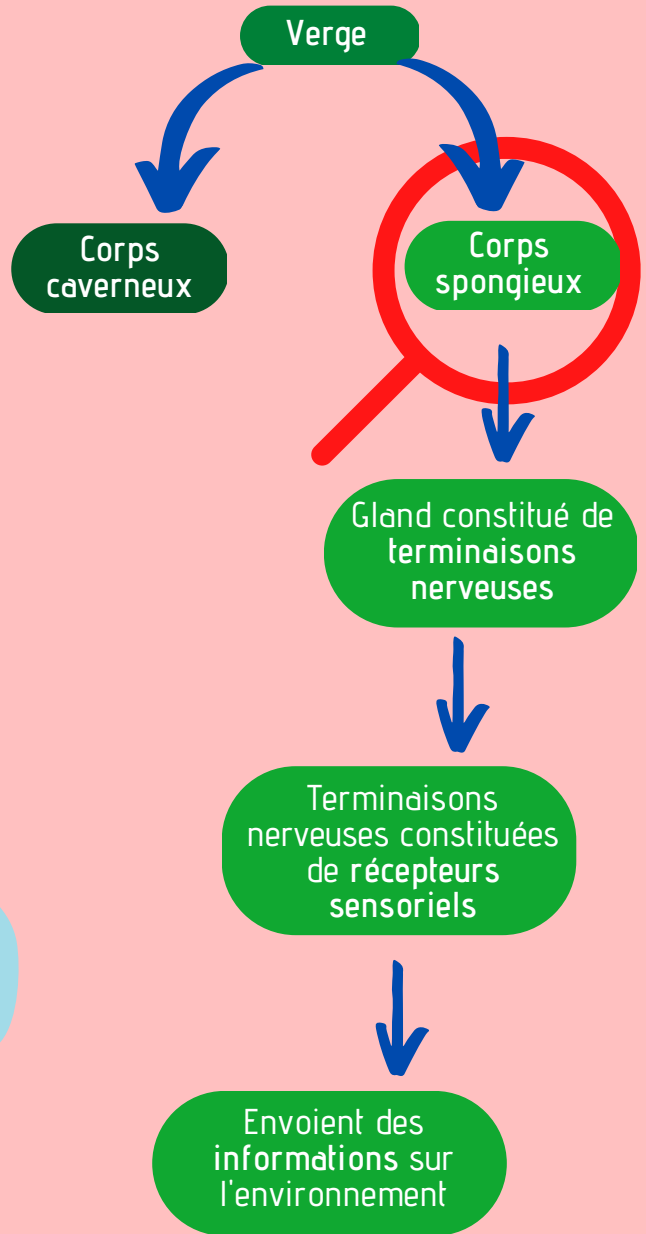 Verge
Corps
caverneux
Corps
spongieux
Gland constitué de
terminaisons
nerveuses
Terminaisons
nerveuses constituées
de récepteurs
sensoriels
Envoient des
informations sur
l'environnement